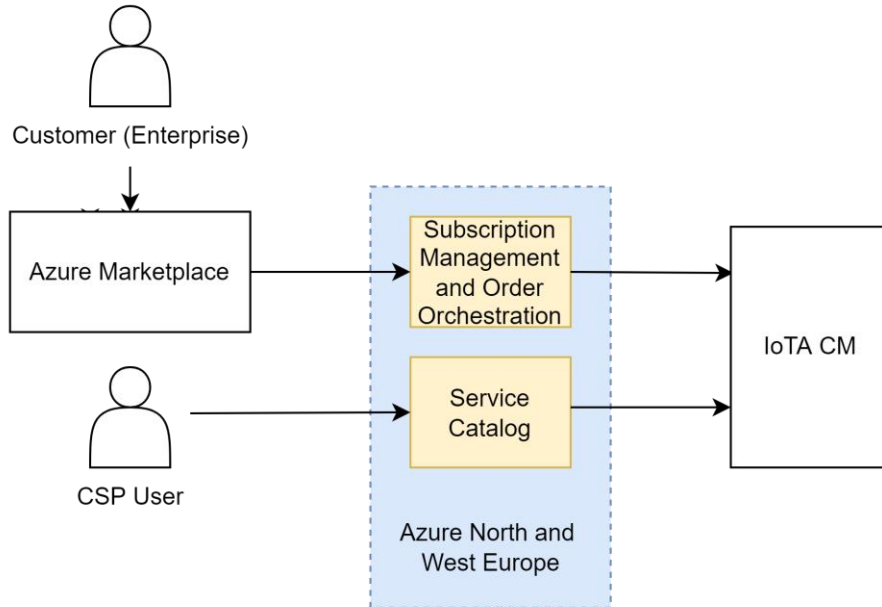 Customer (Enterprise)
Azure Marketplace
Subscription
Management
and Order
Orchestration
IoTA CM
Service
Catalog
CSP User
Azure North and
West Europe